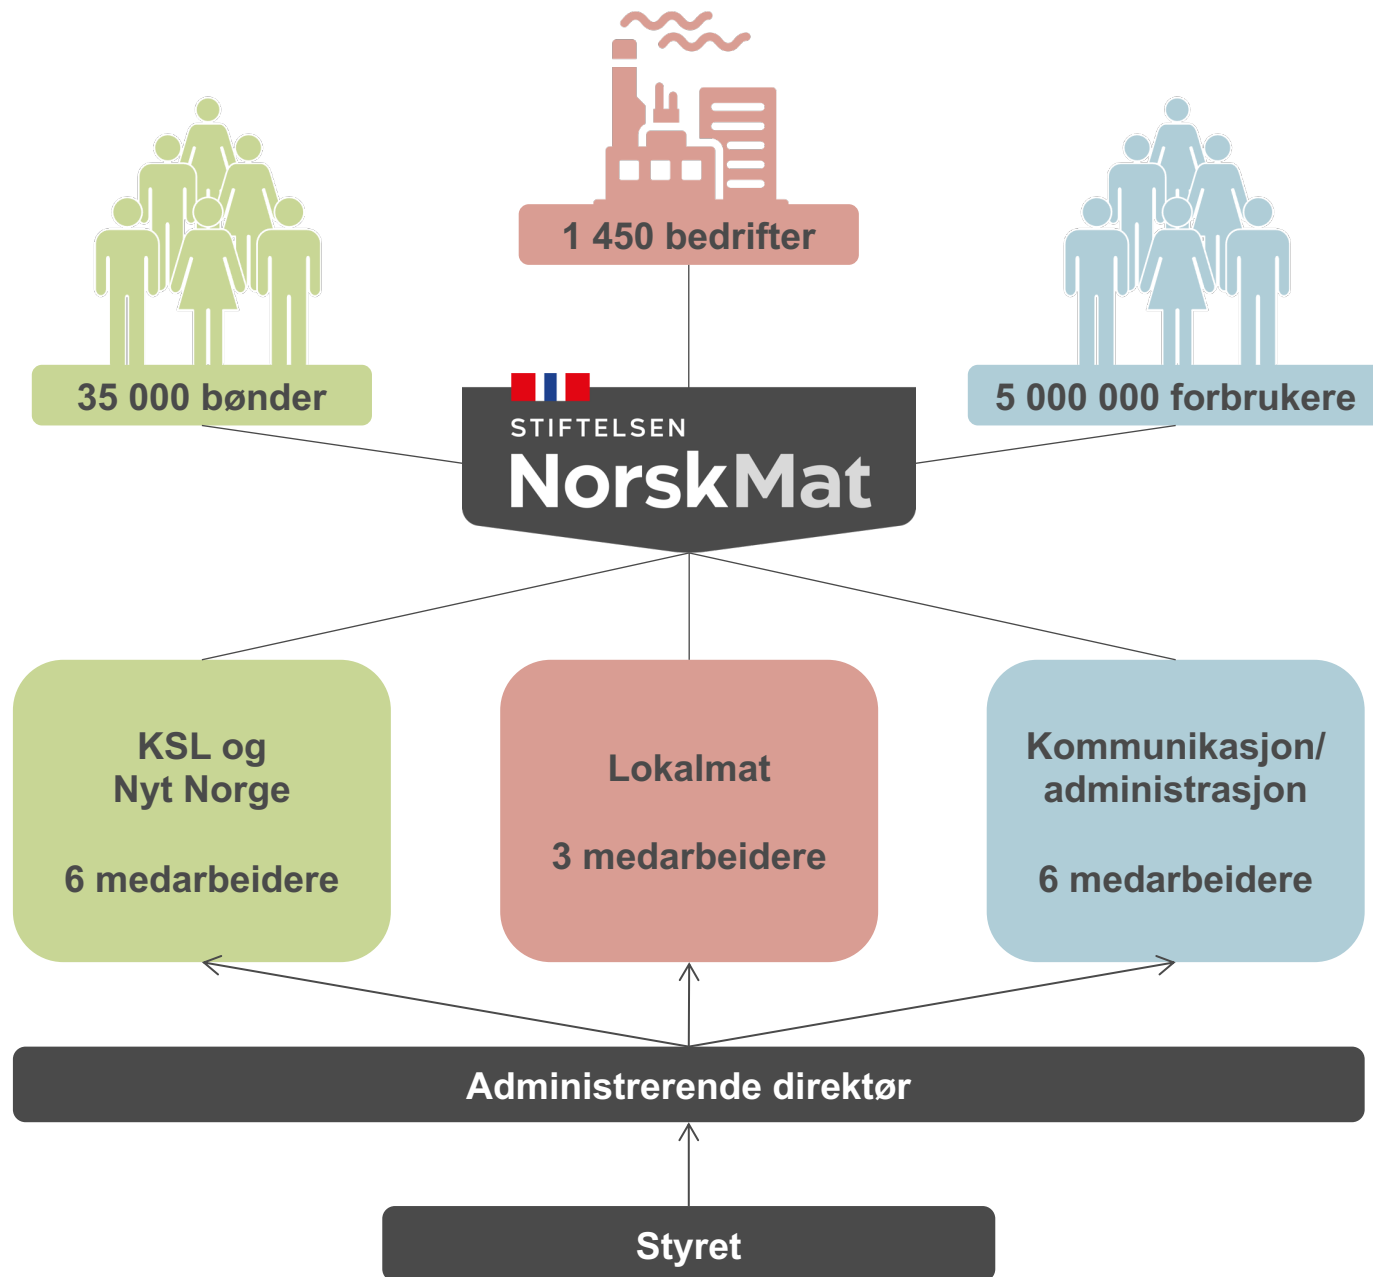 1 450 bedrifter
35 000 bønder
5 000 000 forbrukere
STIFTELSEN
NorskMat
KSL og
Nyt Norge
6 medarbeidere
Lokalmat
3 medarbeidere
Kommunikasjon/
administrasjon
6 medarbeidere
Administrerende direktør
Styret